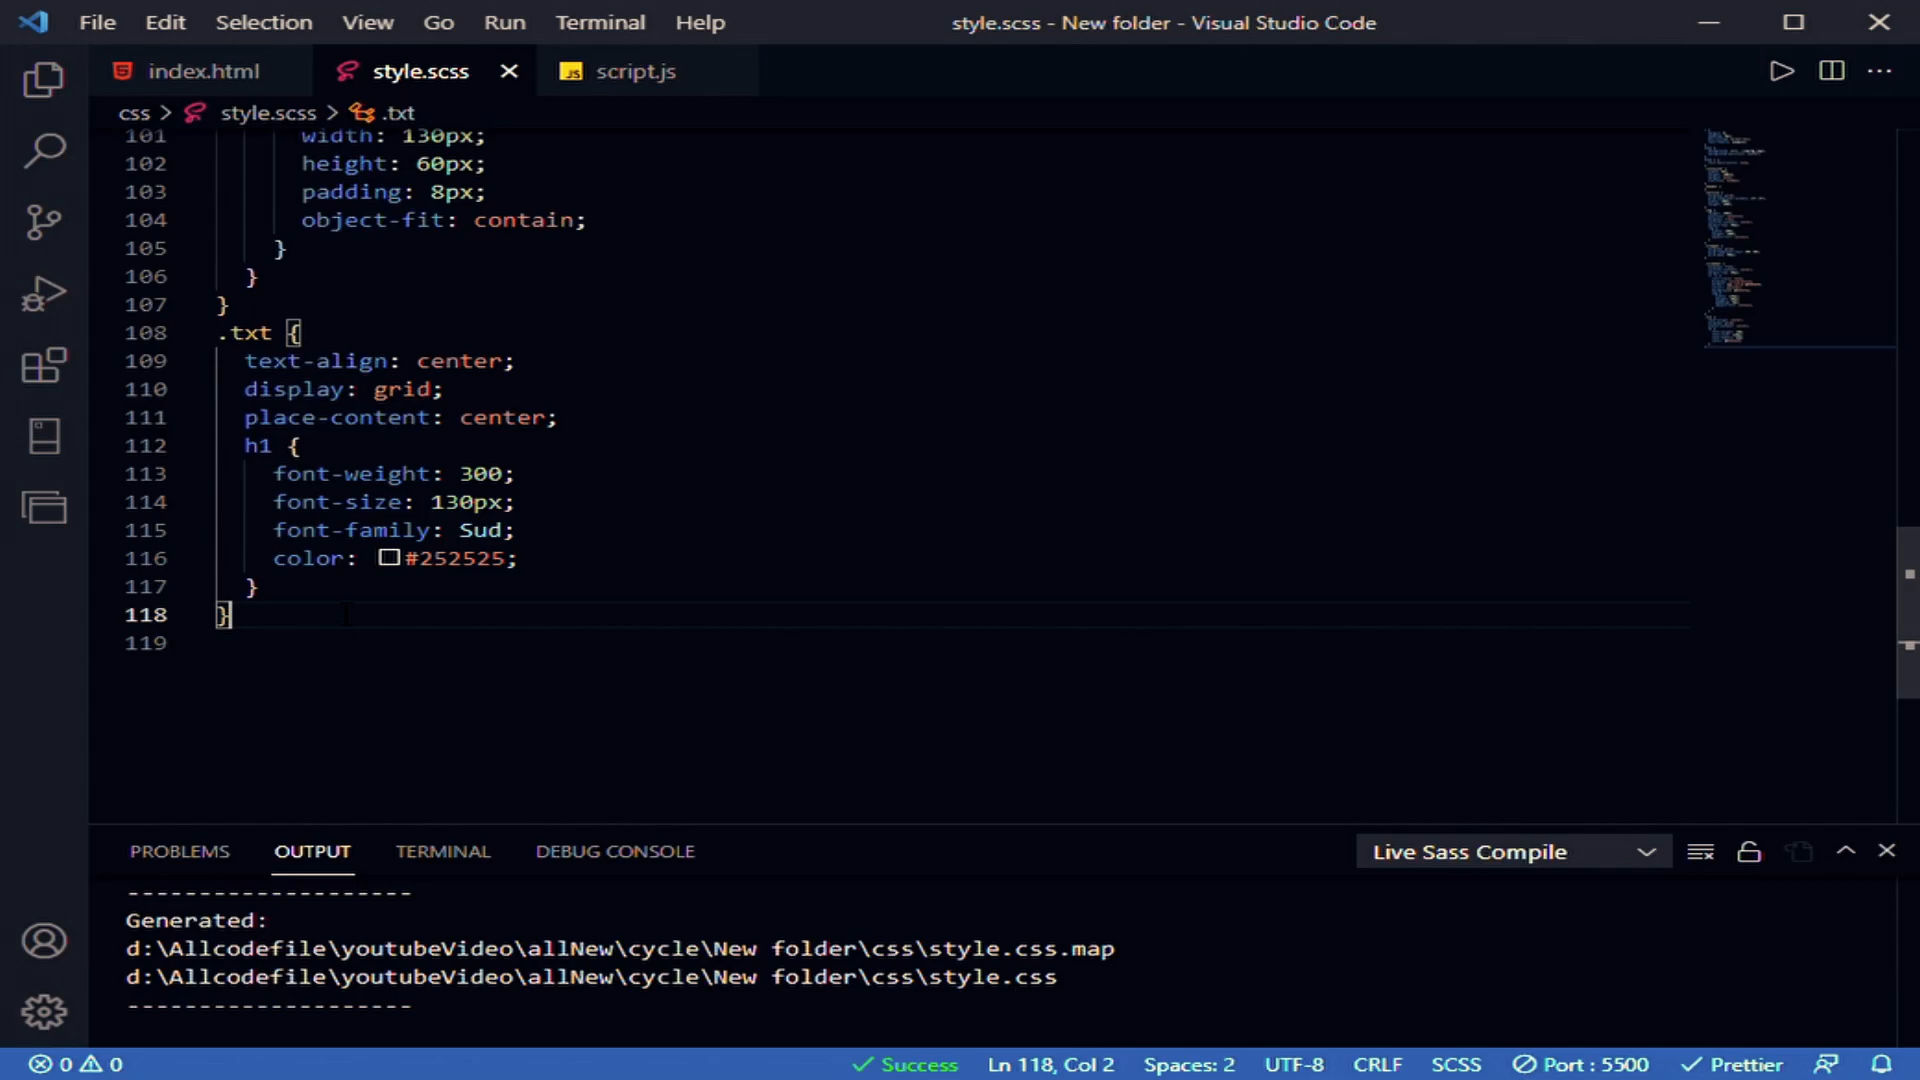 File Edit Selection View Go Run Terminal Help style.scss - New folder - Visual Studio Code
index.html style.scss JS script.js
css > style.scss > .txt
101 width: 130px;
102 height: 60px;
103 padding: 8px;
104 object-fit: contain;
105 }
106 }
107 }
108 .txt {
109 text-align: center;
110 display: grid;
111 place-content: center;
112 h1 {
113 font-weight: 300;
114 font-size: 130px;
115 font-family: Sud;
116 color: #252525;
117 }
118 }
119
PROBLEMS OUTPUT TERMINAL DEBUG CONSOLE Live Sass Compile
--------------------
Generated:
d:\Allcodefile\youtubeVideo\allNew\cycle\New folder\css\style.css.map
d:\Allcodefile\youtubeVideo\allNew\cycle\New folder\css\style.css
--------------------
0 0 Success Ln 118, Col 2 Spaces: 2 UTF-8 CRLF SCSS Port : 5500 Prettier